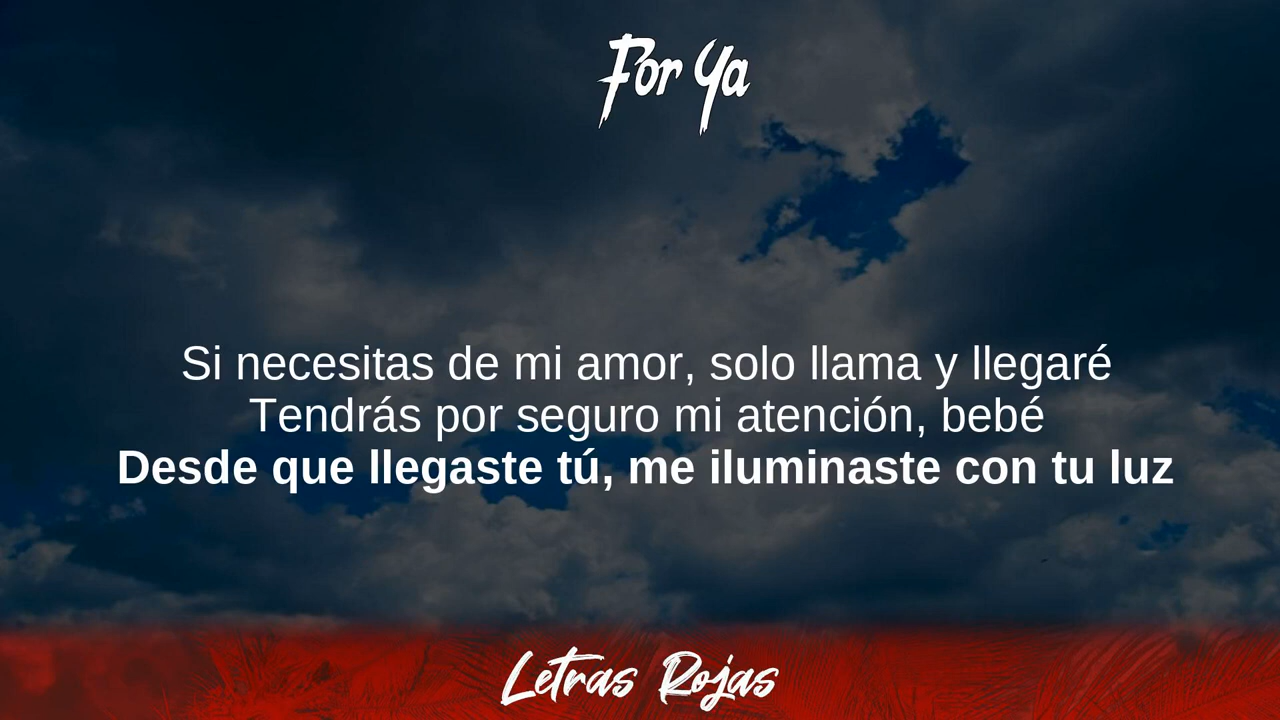 For Ya
Si necesitas de mi amor, solo llama y llegaré
Tendrás por seguro mi atención, bebé
Desde que llegaste tú, me iluminaste con tu luz
Letras Rojas